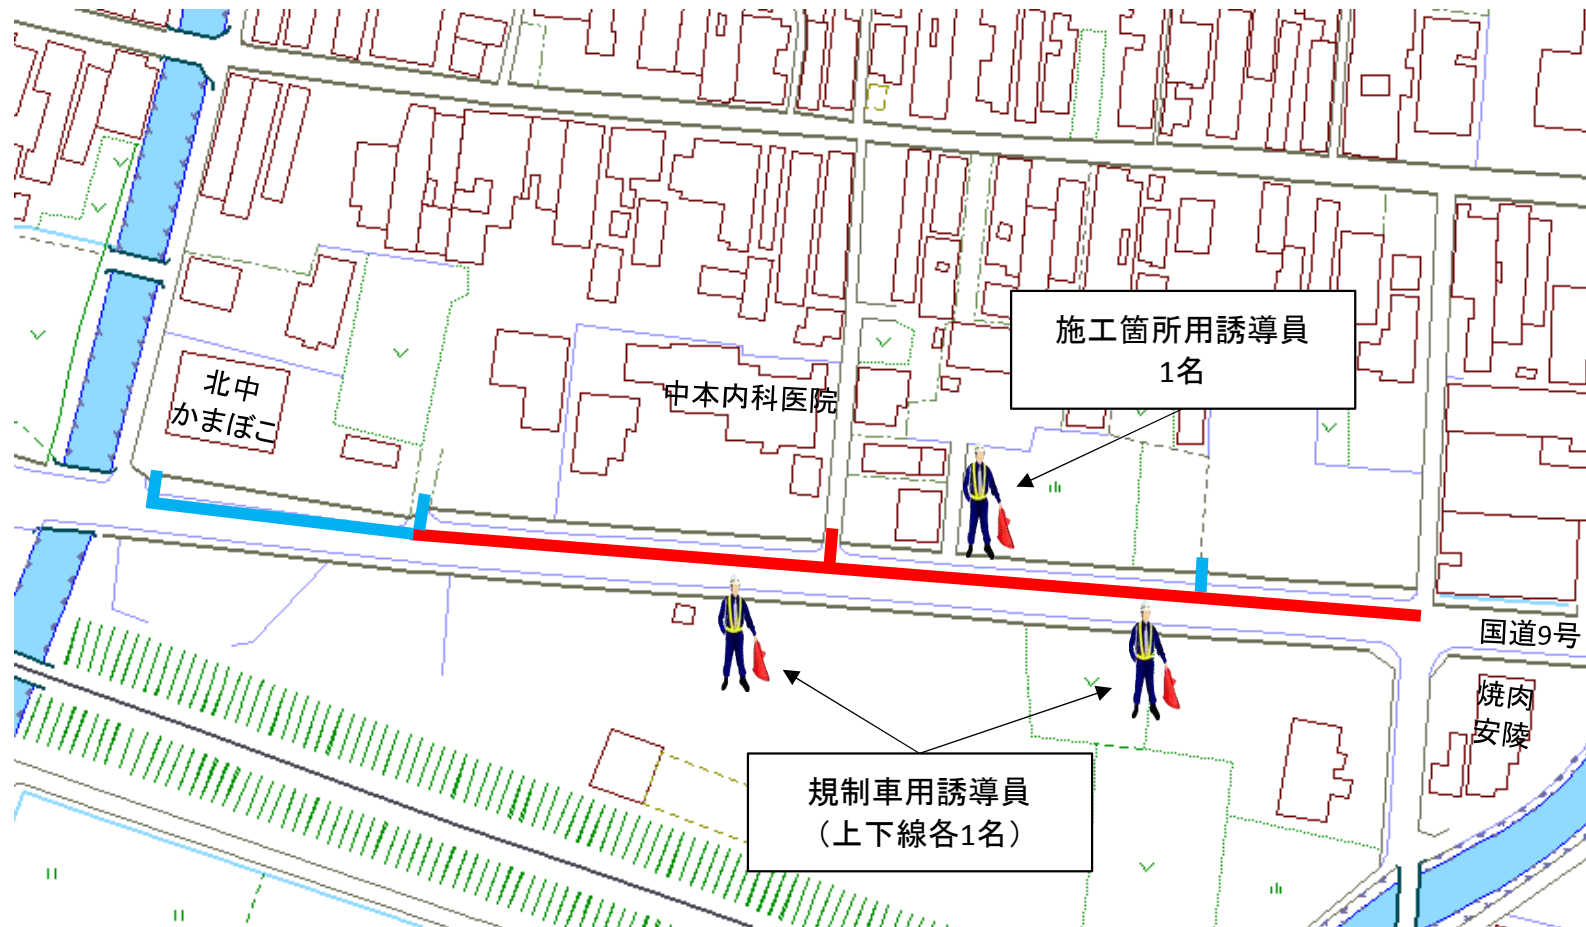 施工箇所用誘導員
1名
北中
かまぼこ
中本内科医院
国道9号
焼肉
安陵
規制車用誘導員
（上下線各1名）